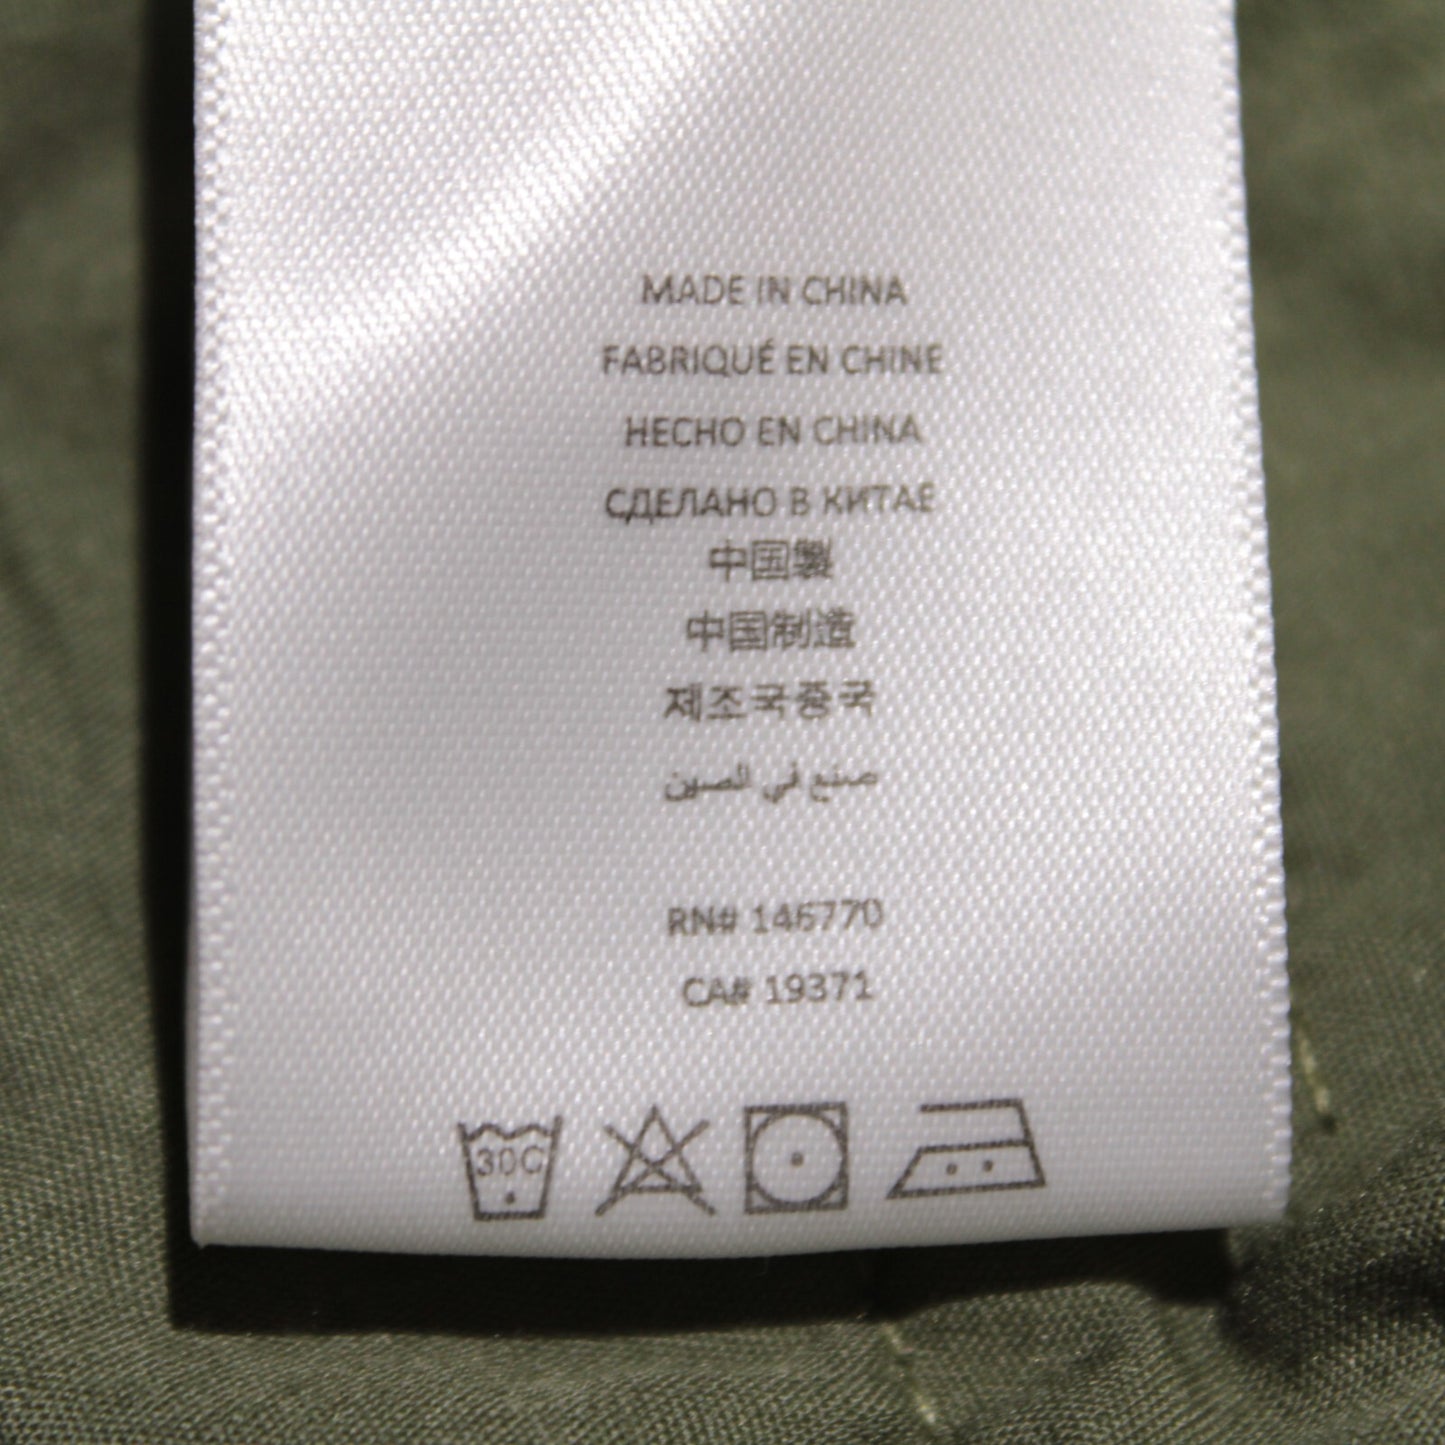 MADE IN CHINA
FABRIQUÉ EN CHINE
HECHO EN CHINA
СДЕЛАНО В КИТАЕ
中国製
中国制造
제조국중국
صنع في الصين
RN# 146770
CA# 19371
30C